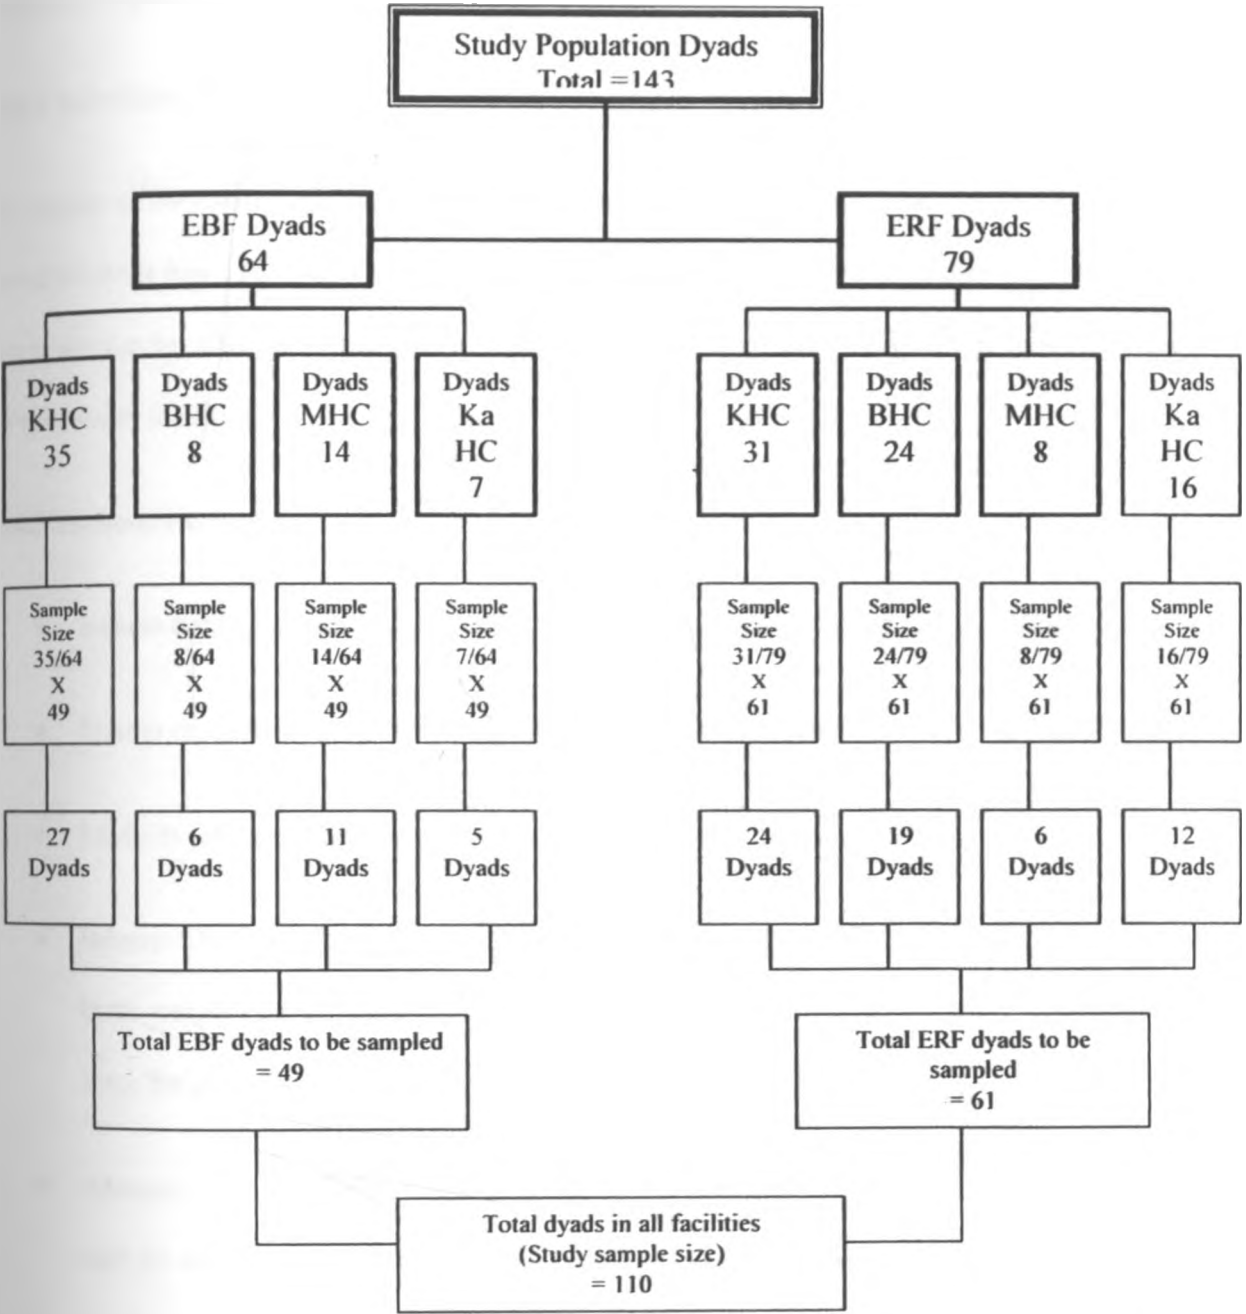 Study Population Dyads
Total =143
EBF Dyads
64
ERF Dyads
79
Dyads
KHC
35
Dyads
BHC
8
Dyads
MHC
14
Dyads
Ka
HC
7
Dyads
KHC
31
Dyads
BHC
24
Dyads
MHC
8
Dyads
Ka
HC
16
Sample
Size
35/64
X
49
Sample
Size
8/64
X
49
Sample
Size
14/64
X
49
Sample
Size
7/64
X
49
Sample
Size
31/79
X
61
Sample
Size
24/79
X
61
Sample
Size
8/79
X
61
Sample
Size
16/79
X
61
27
Dyads
6
Dyads
11
Dyads
5
Dyads
24
Dyads
19
Dyads
6
Dyads
12
Dyads
Total EBF dyads to be sampled
= 49
Total ERF dyads to be
sampled
= 61
Total dyads in all facilities
(Study sample size)
= 110